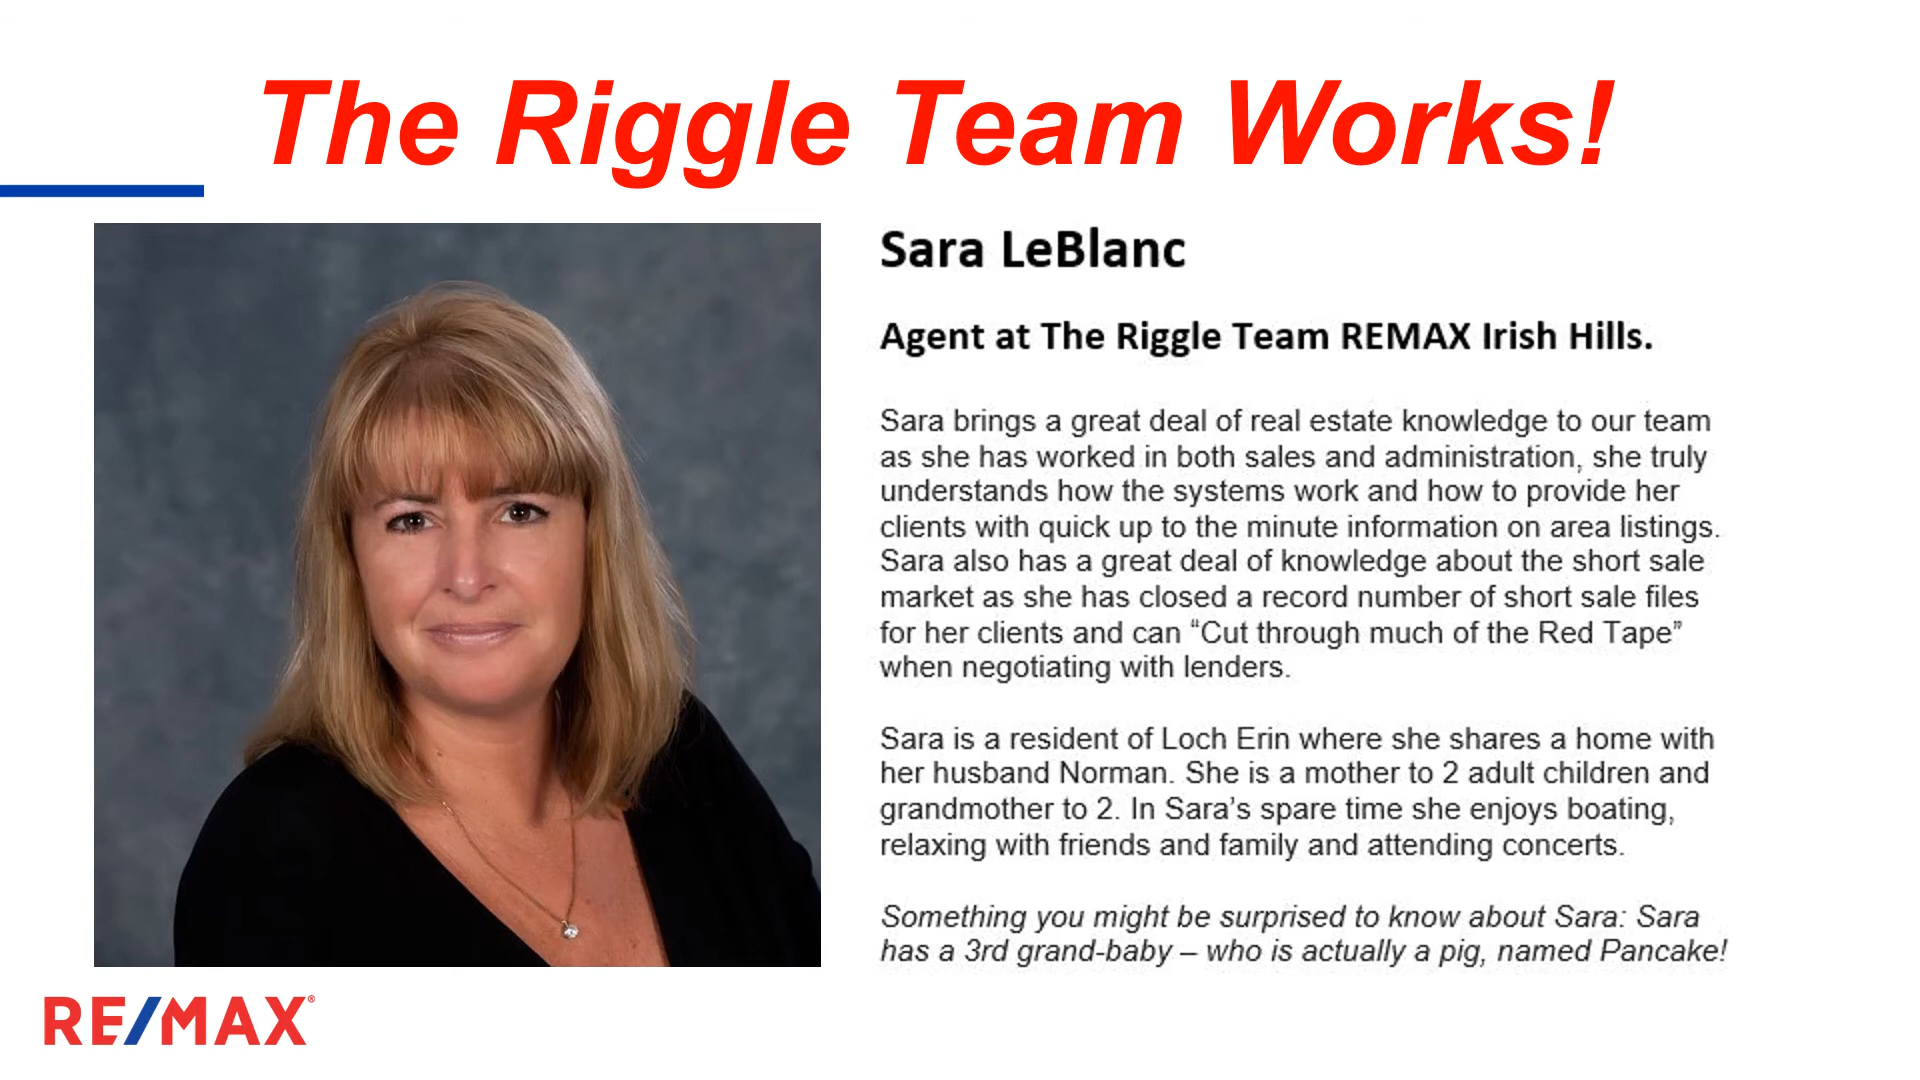 The Riggle Team Works!
Sara LeBlanc
Agent at The Riggle Team REMAX Irish Hills.
Sara brings a great deal of real estate knowledge to our team
as she has worked in both sales and administration, she truly
understands how the systems work and how to provide her
clients with quick up to the minute information on area listings.
Sara also has a great deal of knowledge about the short sale
market as she has closed a record number of short sale files
for her clients and can “Cut through much of the Red Tape”
when negotiating with lenders.
Sara is a resident of Loch Erin where she shares a home with
her husband Norman. She is a mother to 2 adult children and
grandmother to 2. In Sara’s spare time she enjoys boating,
relaxing with friends and family and attending concerts.
Something you might be surprised to know about Sara: Sara
has a 3rd grand-baby – who is actually a pig, named Pancake!
RE/MAX®